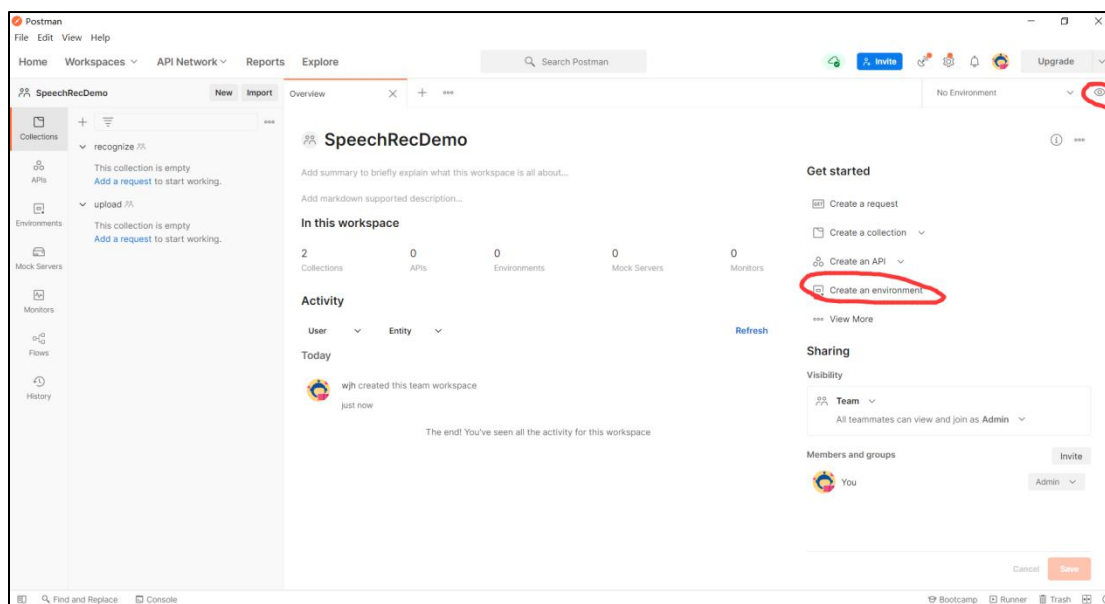 Postman
File Edit View Help
Home Workspaces API Network Reports Explore Search Postman Invite Upgrade
SpeechRecDemo New Import Overview No Environment
Collections
recognize
This collection is empty
Add a request to start working.
upload
This collection is empty
Add a request to start working.
APIs
Environments
Mock Servers
Monitors
Flows
History
SpeechRecDemo
Add summary to briefly explain what this workspace is all about...
Add markdown supported description...
In this workspace
2 0 0 0 0
Collections APIs Environments Mock Servers Monitors
Activity
User Entity Refresh
Today
wjh created this team workspace
just now
The end! You've seen all the activity for this workspace
Get started
GET Create a request
Create a collection
Create an API
Create an environment
View More
Sharing
Visibility
Team
All teammates can view and join as Admin
Members and groups Invite
You Admin
Cancel Save
Find and Replace Console Bootcamp Runner Trash